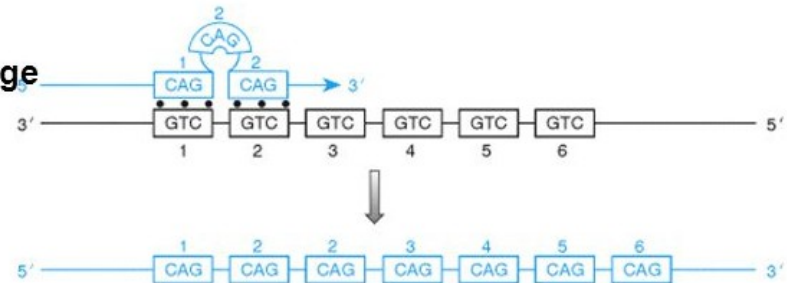 2
CAG
1 2
ge
5′ CAG CAG 3′
3′ GTC GTC GTC GTC GTC GTC 5′
1 2 3 4 5 6
1 2 2 3 4 5 6
5′ CAG CAG CAG CAG CAG CAG CAG 3′